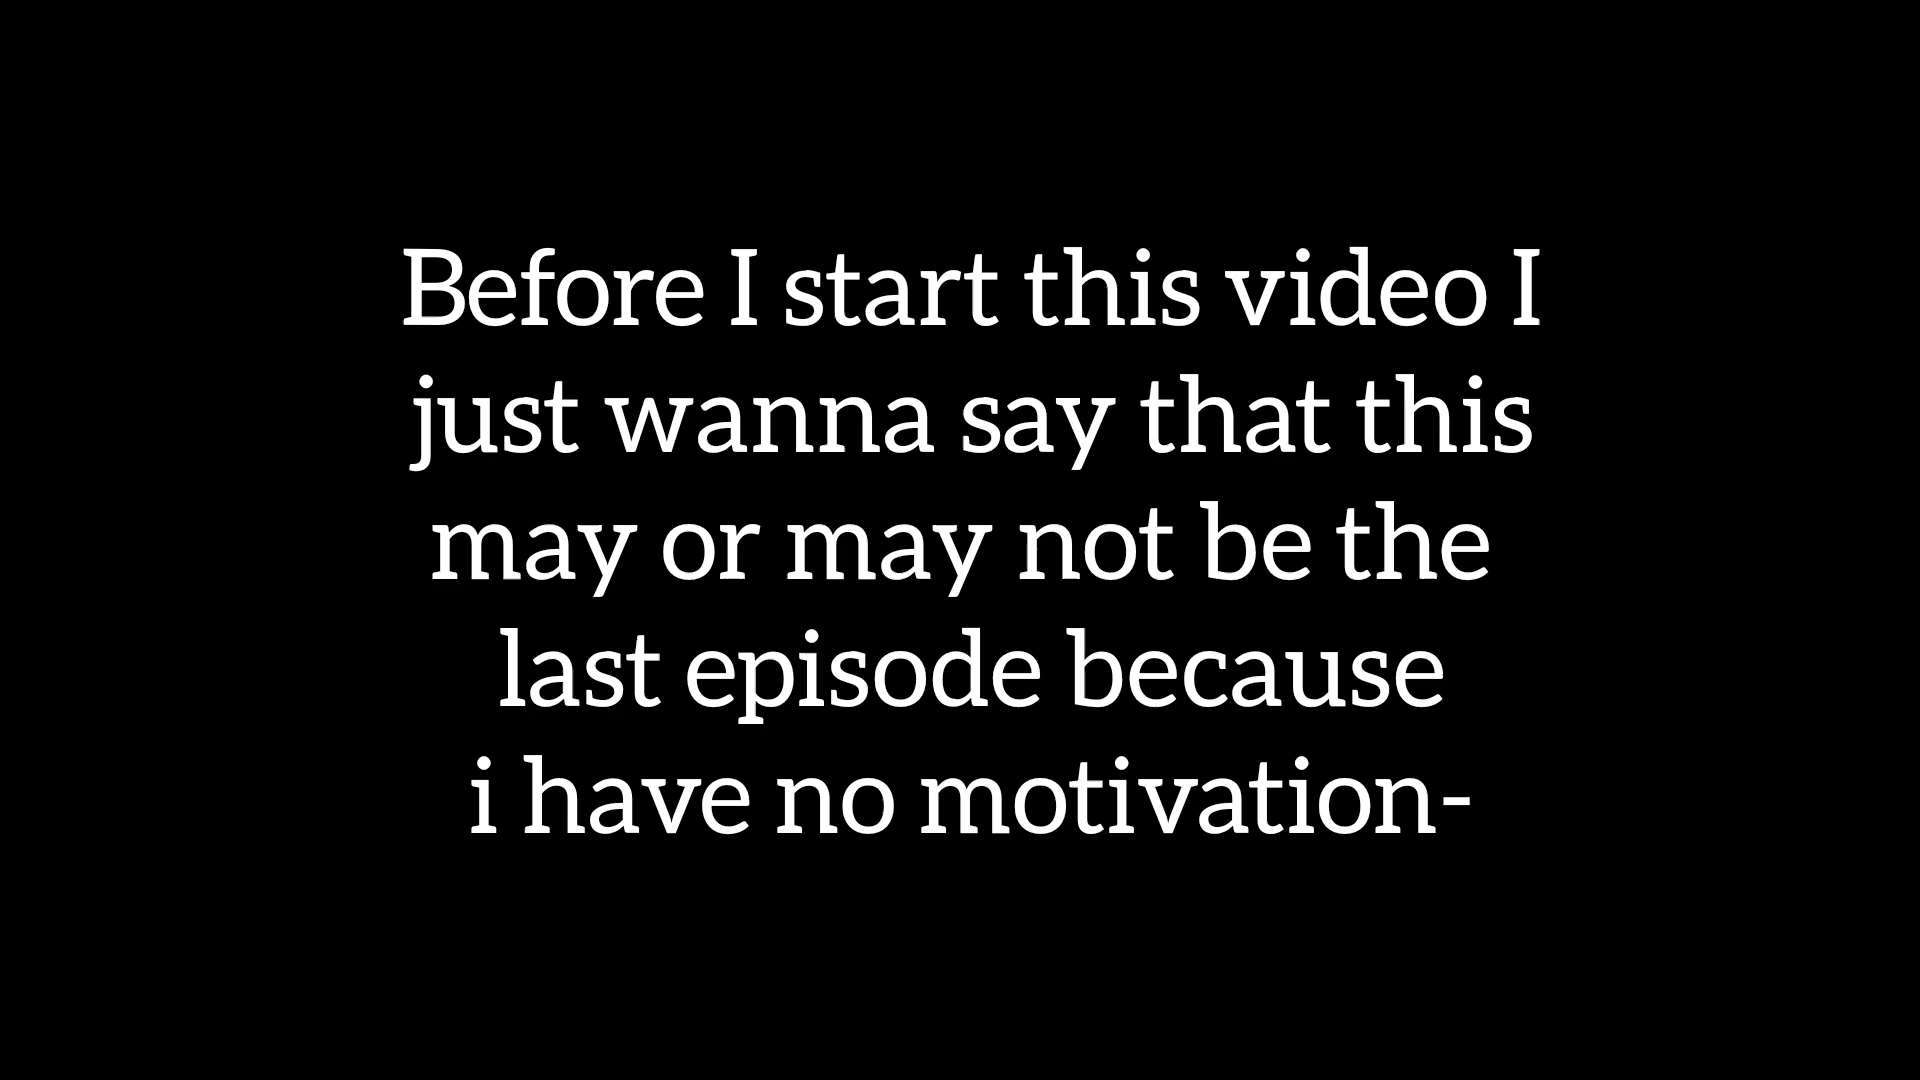 Before I start this video I
just wanna say that this
may or may not be the
last episode because
i have no motivation-